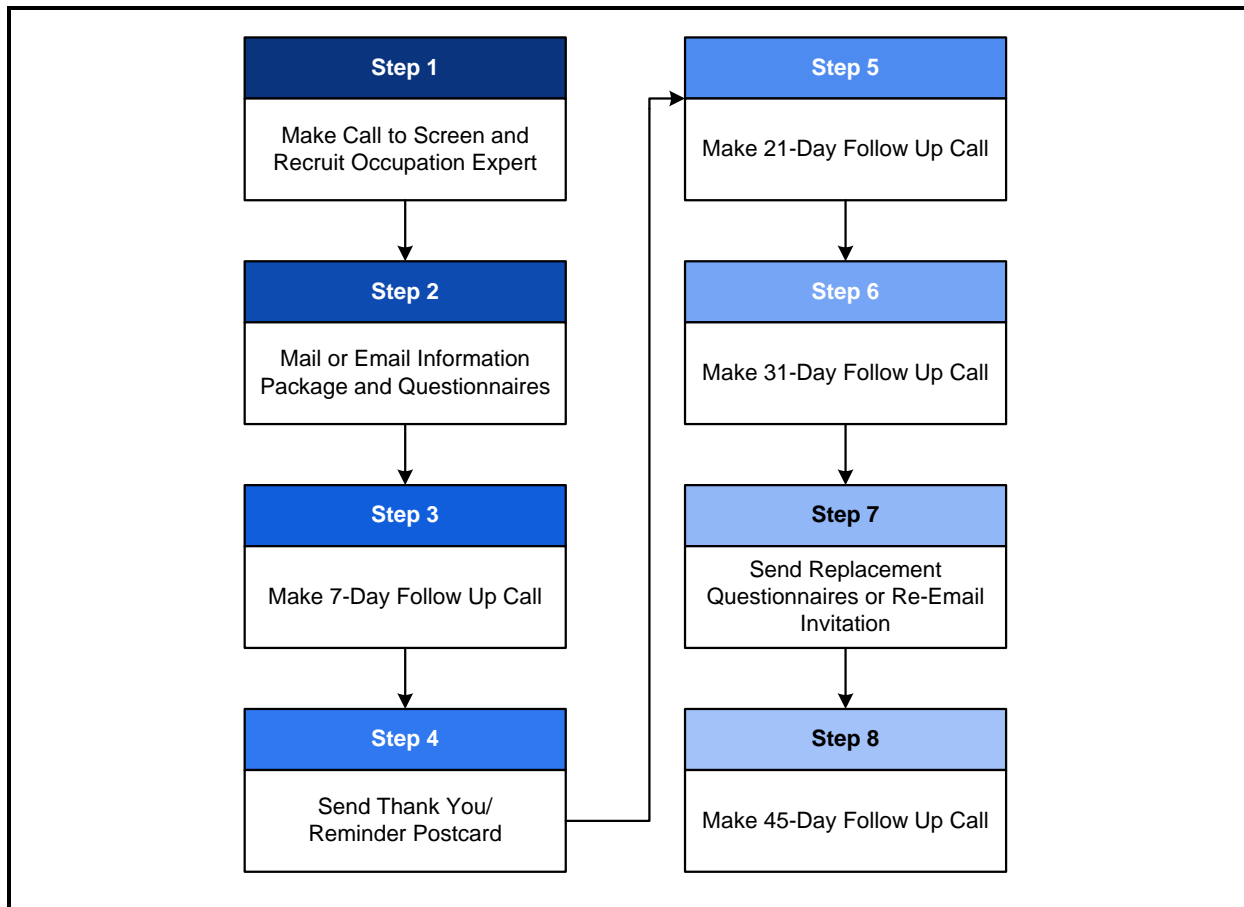 Step 1
Make Call to Screen and
Recruit Occupation Expert
Step 2
Mail or Email Information
Package and Questionnaires
Step 3
Make 7-Day Follow Up Call
Step 4
Send Thank You/
Reminder Postcard
Step 5
Make 21-Day Follow Up Call
Step 6
Make 31-Day Follow Up Call
Step 7
Send Replacement
Questionnaires or Re-Email
Invitation
Step 8
Make 45-Day Follow Up Call